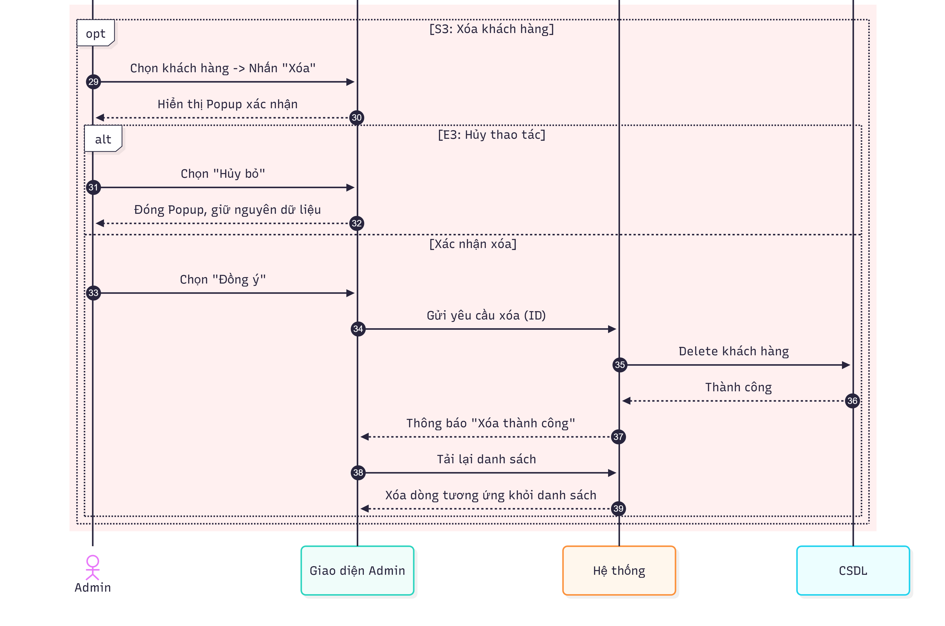 opt
[S3: Xóa khách hàng]
Chọn khách hàng -> Nhấn "Xóa"
29
Hiển thị Popup xác nhận
30
alt
[E3: Hủy thao tác]
Chọn "Hủy bỏ"
31
Đóng Popup, giữ nguyên dữ liệu
32
[Xác nhận xóa]
Chọn "Đồng ý"
33
Gửi yêu cầu xóa (ID)
34
Delete khách hàng
35
Thành công
36
Thông báo "Xóa thành công"
37
Tải lại danh sách
38
Xóa dòng tương ứng khỏi danh sách
39
Admin
Giao diện Admin
Hệ thống
CSDL